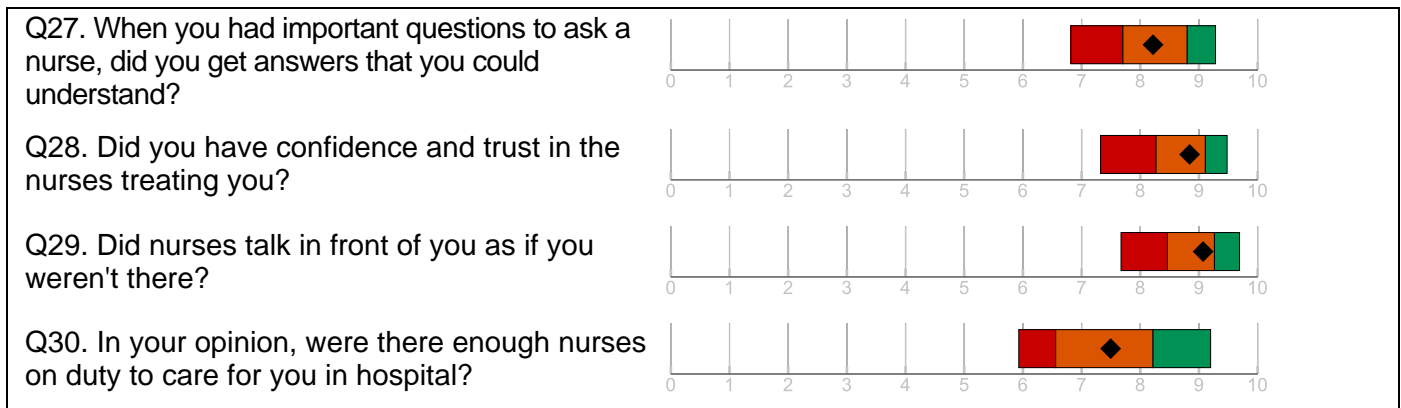 Q27. When you had important questions to ask a
nurse, did you get answers that you could
understand?
0 1 2 3 4 5 6 7 8 9 10
Q28. Did you have confidence and trust in the
nurses treating you?
0 1 2 3 4 5 6 7 8 9 10
Q29. Did nurses talk in front of you as if you
weren't there?
0 1 2 3 4 5 6 7 8 9 10
Q30. In your opinion, were there enough nurses
on duty to care for you in hospital?
0 1 2 3 4 5 6 7 8 9 10